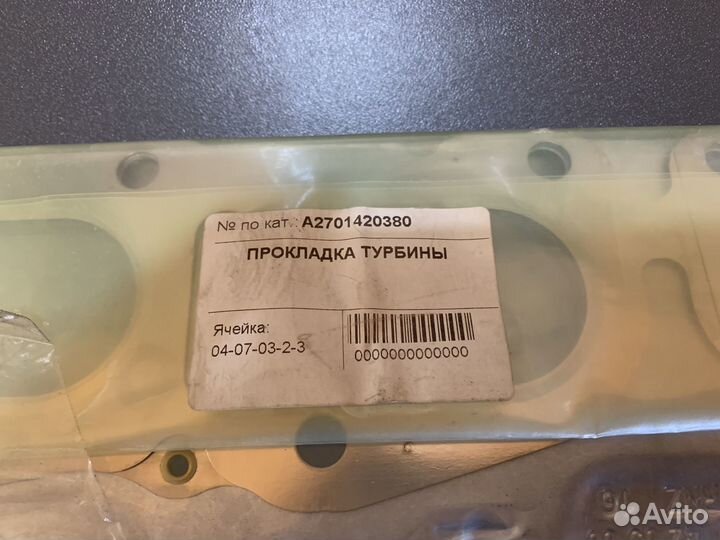 № по кат.: A2701420380
ПРОКЛАДКА ТУРБИНЫ
Ячейка:
04-07-03-2-3
0000000000000
Avito